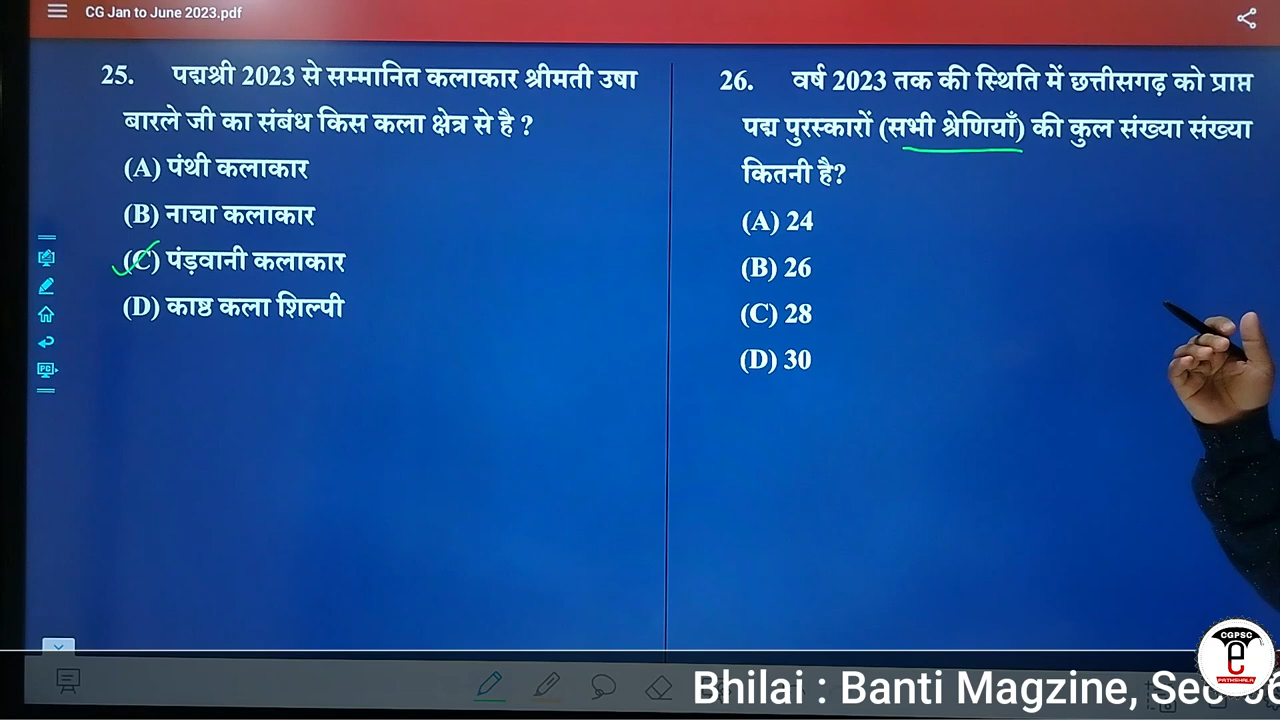 CG Jan to June 2023.pdf
25. पद्मश्री 2023 से सम्मानित कलाकार श्रीमती उषा
बारले जी का संबंध किस कला क्षेत्र से है ?
(A) पंथी कलाकार
(B) नाचा कलाकार
(C) पंड़वानी कलाकार
(D) काष्ठ कला शिल्पी
26. वर्ष 2023 तक की स्थिति में छत्तीसगढ़ को प्राप्त
पद्म पुरस्कारों (सभी श्रेणियाँ) की कुल संख्या संख्या
कितनी है?
(A) 24
(B) 26
(C) 28
(D) 30
PC
CGPSC
e
PATHSHALA
Bhilai : Banti Magzine,